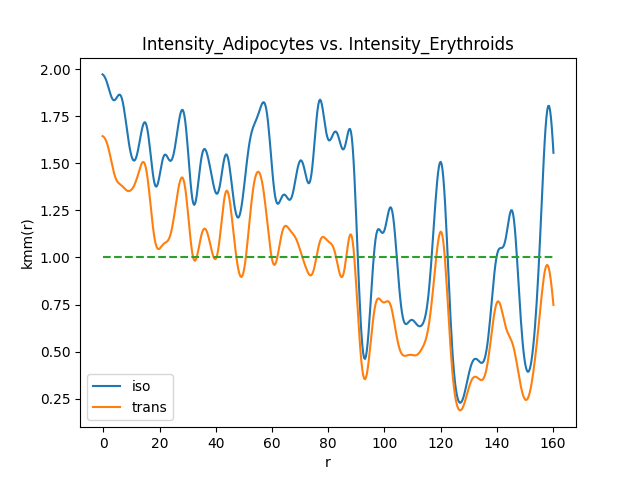 Intensity_Adipocytes vs. Intensity_Erythroids
2.00
1.75
1.50
1.25
1.00
0.75
0.50
0.25
kmm(r)
iso
trans
0 20 40 60 80 100 120 140 160
r